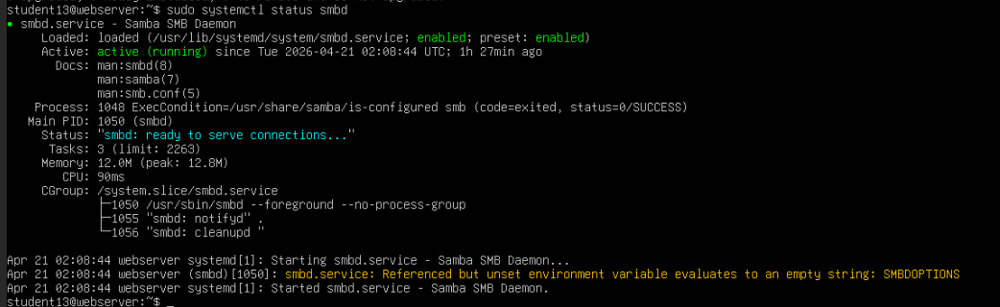 student13@webserver:~$ sudo systemctl status smbd
● smbd.service - Samba SMB Daemon
Loaded: loaded (/usr/lib/systemd/system/smbd.service; enabled; preset: enabled)
Active: active (running) since Tue 2026-04-21 02:08:44 UTC; 1h 27min ago
Docs: man:smbd(8)
man:samba(7)
man:smb.conf(5)
Process: 1048 ExecCondition=/usr/share/samba/is-configured smb (code=exited, status=0/SUCCESS)
Main PID: 1050 (smbd)
Status: "smbd: ready to serve connections..."
Tasks: 3 (limit: 2263)
Memory: 12.0M (peak: 12.8M)
CPU: 90ms
CGroup: /system.slice/smbd.service
├─1050 /usr/sbin/smbd --foreground --no-process-group
├─1055 "smbd: notifyd" .
└─1056 "smbd: cleanupd "
Apr 21 02:08:44 webserver systemd[1]: Starting smbd.service - Samba SMB Daemon...
Apr 21 02:08:44 webserver (smbd)[1050]: smbd.service: Referenced but unset environment variable evaluates to an empty string: SMBDOPTIONS
Apr 21 02:08:44 webserver systemd[1]: Started smbd.service - Samba SMB Daemon.
student13@webserver:~$ _